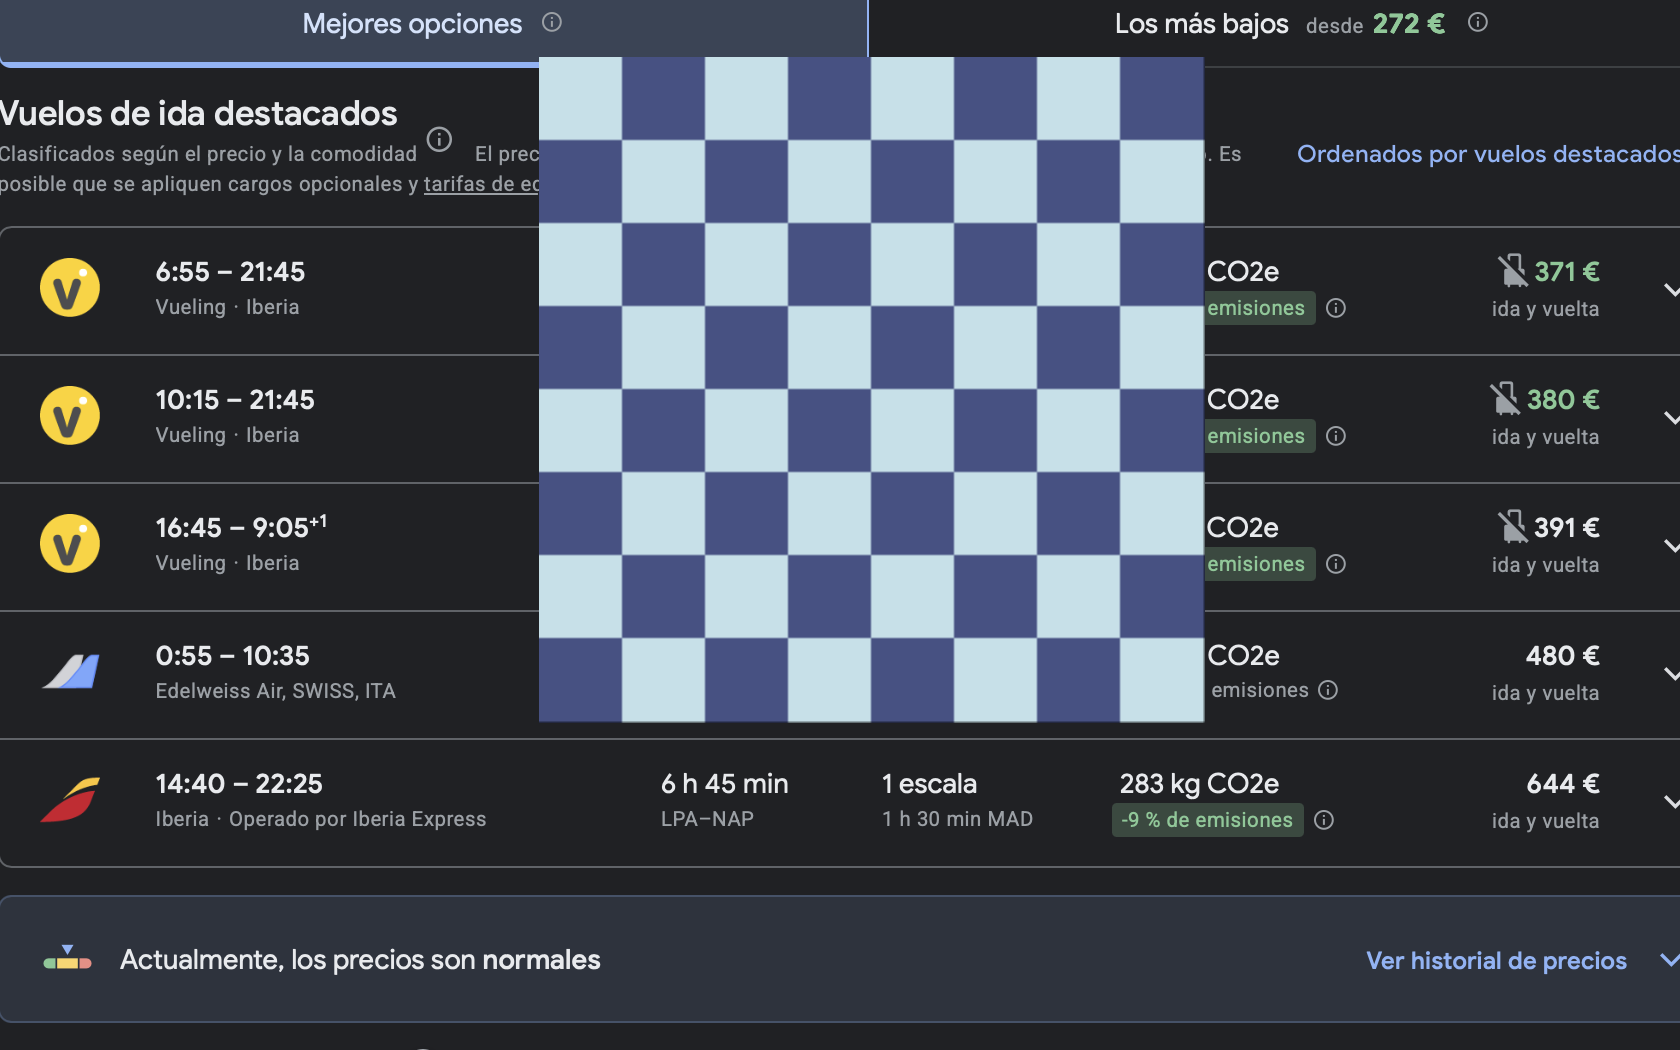 Mejores opciones
Los más bajos desde 272 €
Vuelos de ida destacados
Clasificados según el precio y la comodidad El
. Es
Ordenados por vuelos destacados
posible que se apliquen cargos opcionales y tarifas de
6:55 – 21:45
Vueling · Iberia
CO2e
emisiones
371 €
ida y vuelta
10:15 – 21:45
Vueling · Iberia
CO2e
emisiones
380 €
ida y vuelta
16:45 – 9:05+1
Vueling · Iberia
CO2e
emisiones
391 €
ida y vuelta
0:55 – 10:35
Edelweiss Air, SWISS, ITA
CO2e
emisiones
480 €
ida y vuelta
14:40 – 22:25
Iberia · Operado por Iberia Express
6 h 45 min
LPA–NAP
1 escala
1 h 30 min MAD
283 kg CO2e
-9 % de emisiones
644 €
ida y vuelta
Actualmente, los precios son normales
Ver historial de precios